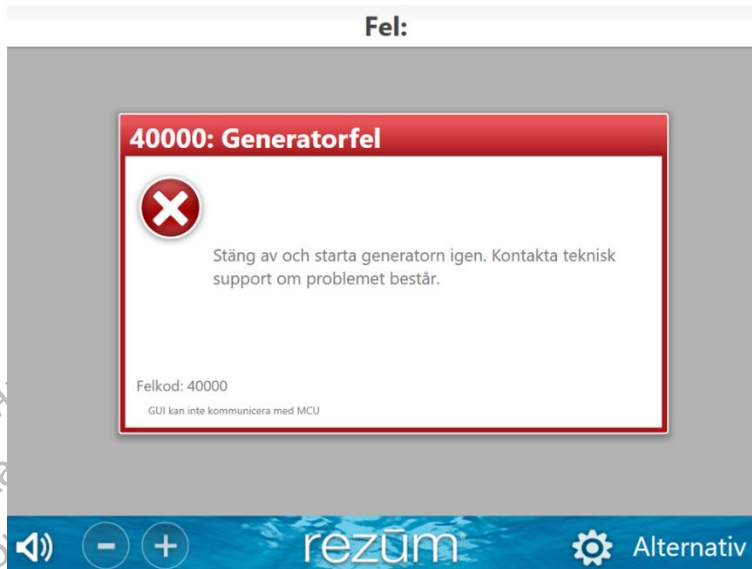 Fel:
40000: Generatorfel
Stäng av och starta generatorn igen. Kontakta teknisk
support om problemet består.
Felkod: 40000
GUI kan inte kommunicera med MCU
rezūm
Alternativ